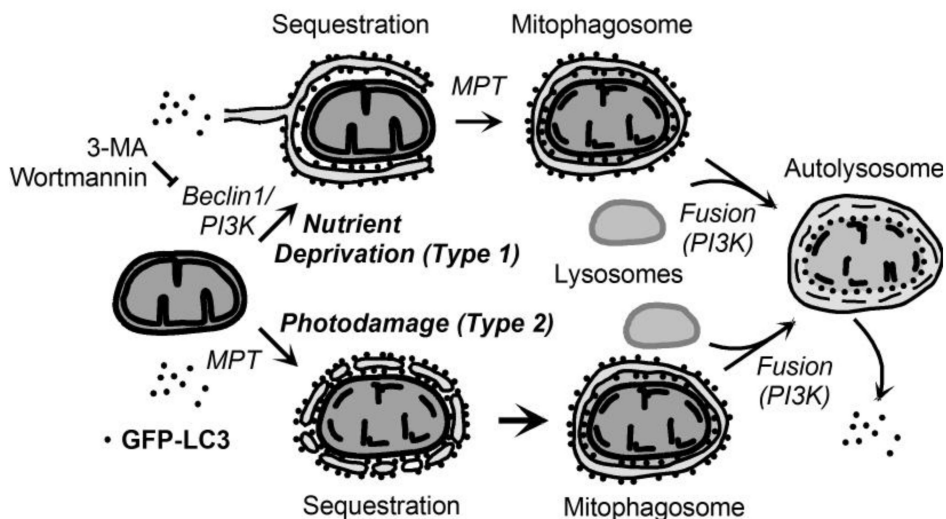 Sequestration
Mitophagosome
MPT
3-MA
Wortmannin
Beclin1/
PI3K
Nutrient
Deprivation (Type 1)
Fusion
(PI3K)
Autolysosome
Lysosomes
Photodamage (Type 2)
MPT
Fusion
(PI3K)
• GFP-LC3
Sequestration
Mitophagosome